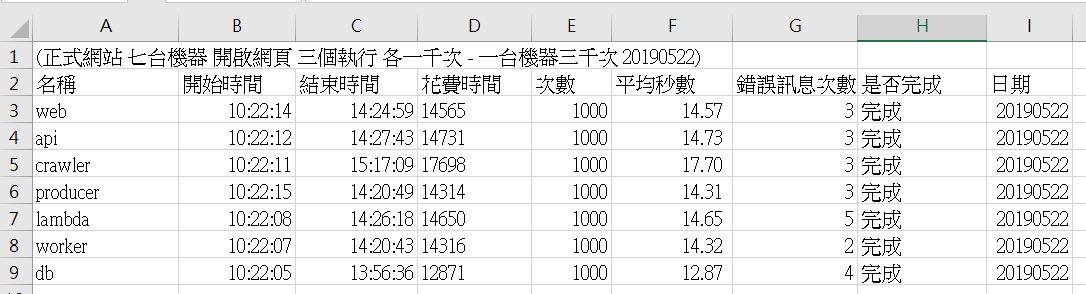 A B C D E F G H I
1 (正式網站 七台機器 開啟網頁 三個執行 各一千次 - 一台機器三千次 20190522)
2 名稱 開始時間 結束時間 花費時間 次數 平均秒數 錯誤訊息次數 是否完成 日期
3 web 10:22:14 14:24:59 14565 1000 14.57 3 完成 20190522
4 api 10:22:12 14:27:43 14731 1000 14.73 3 完成 20190522
5 crawler 10:22:11 15:17:09 17698 1000 17.70 3 完成 20190522
6 producer 10:22:15 14:20:49 14314 1000 14.31 3 完成 20190522
7 lambda 10:22:08 14:26:18 14650 1000 14.65 5 完成 20190522
8 worker 10:22:07 14:20:43 14316 1000 14.32 2 完成 20190522
9 db 10:22:05 13:56:36 12871 1000 12.87 4 完成 20190522